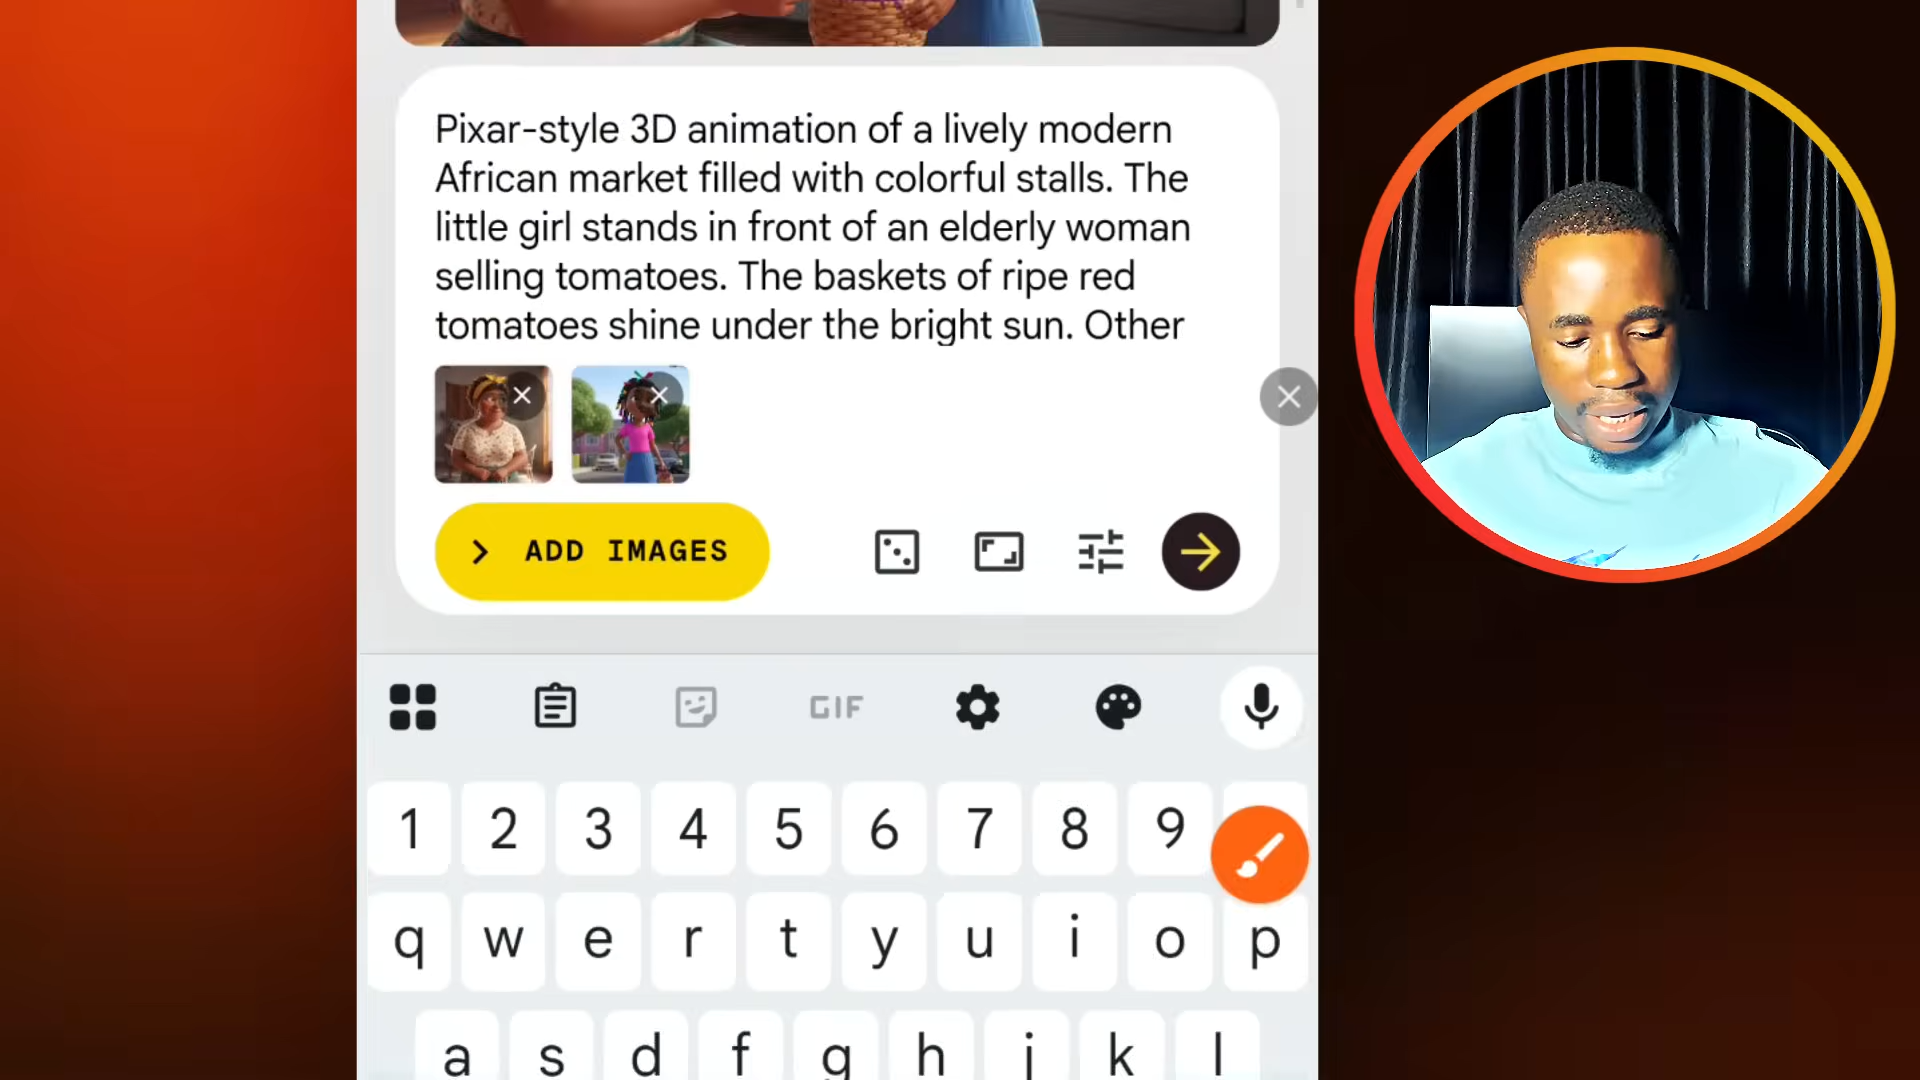 Pixar-style 3D animation of a lively modern
African market filled with colorful stalls. The
little girl stands in front of an elderly woman
selling tomatoes. The baskets of ripe red
tomatoes shine under the bright sun. Other
> ADD IMAGES
GIF
1 2 3 4 5 6 7 8 9
q w e r t y u i o p
a s d f g h j k l